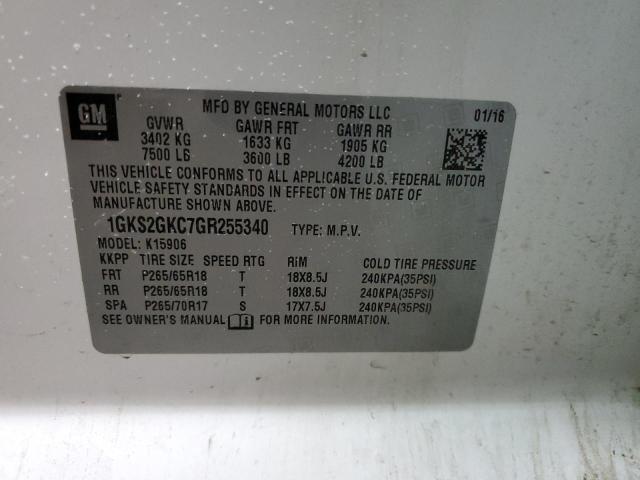 GM
MFD BY GENERAL MOTORS LLC 01/16
GVWR GAWR FRT GAWR RR
3402 KG 1633 KG 1905 KG
7500 LB 3600 LB 4200 LB
THIS VEHICLE CONFORMS TO ALL APPLICABLE U.S. FEDERAL MOTOR
VEHICLE SAFETY STANDARDS IN EFFECT ON THE DATE OF
MANUFACTURE SHOWN ABOVE.
1GKS2GKC7GR255340 TYPE: M.P.V.
MODEL: K15906
KKPP TIRE SIZE SPEED RTG RIM COLD TIRE PRESSURE
FRT P265/65R18 T 18X8.5J 240KPA(35PSI)
RR P265/65R18 T 18X8.5J 240KPA(35PSI)
SPA P265/70R17 S 17X7.5J 240KPA(35PSI)
SEE OWNER'S MANUAL FOR MORE INFORMATION.